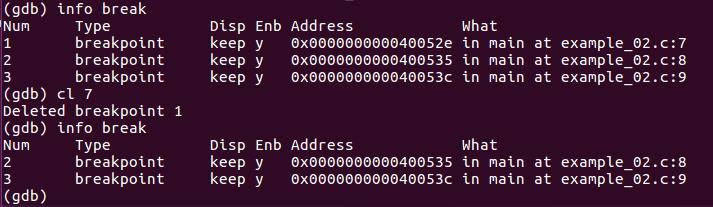 (gdb) info break
Num     Type           Disp Enb Address            What
1       breakpoint     keep y   0x000000000040052e in main at example_02.c:7
2       breakpoint     keep y   0x0000000000400535 in main at example_02.c:8
3       breakpoint     keep y   0x000000000040053c in main at example_02.c:9
(gdb) cl 7
Deleted breakpoint 1
(gdb) info break
Num     Type           Disp Enb Address            What
2       breakpoint     keep y   0x0000000000400535 in main at example_02.c:8
3       breakpoint     keep y   0x000000000040053c in main at example_02.c:9
(gdb)